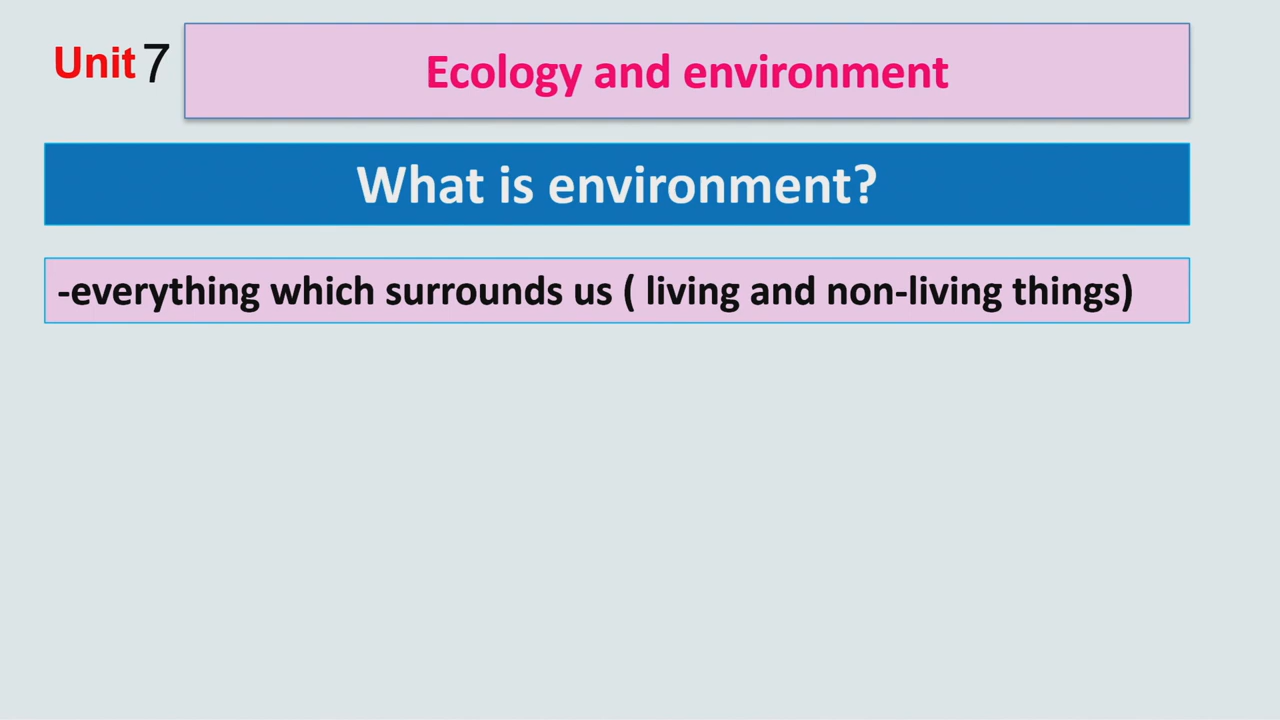 Unit 7
Ecology and environment
What is environment?
-everything which surrounds us ( living and non-living things)